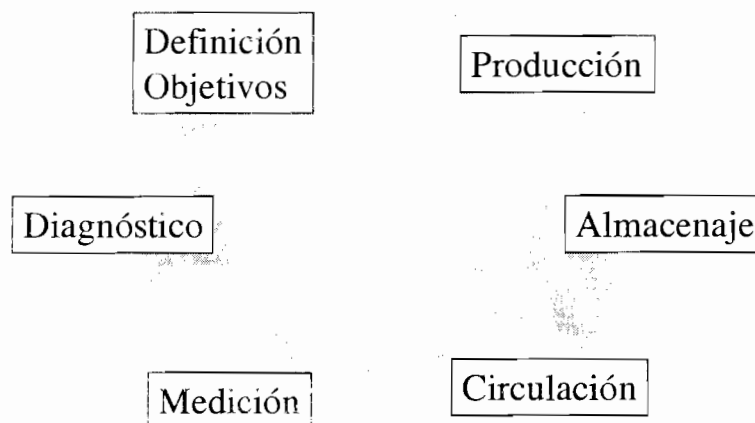 Definición
Objetivos
Producción
Diagnóstico
Almacenaje
Medición
Circulación